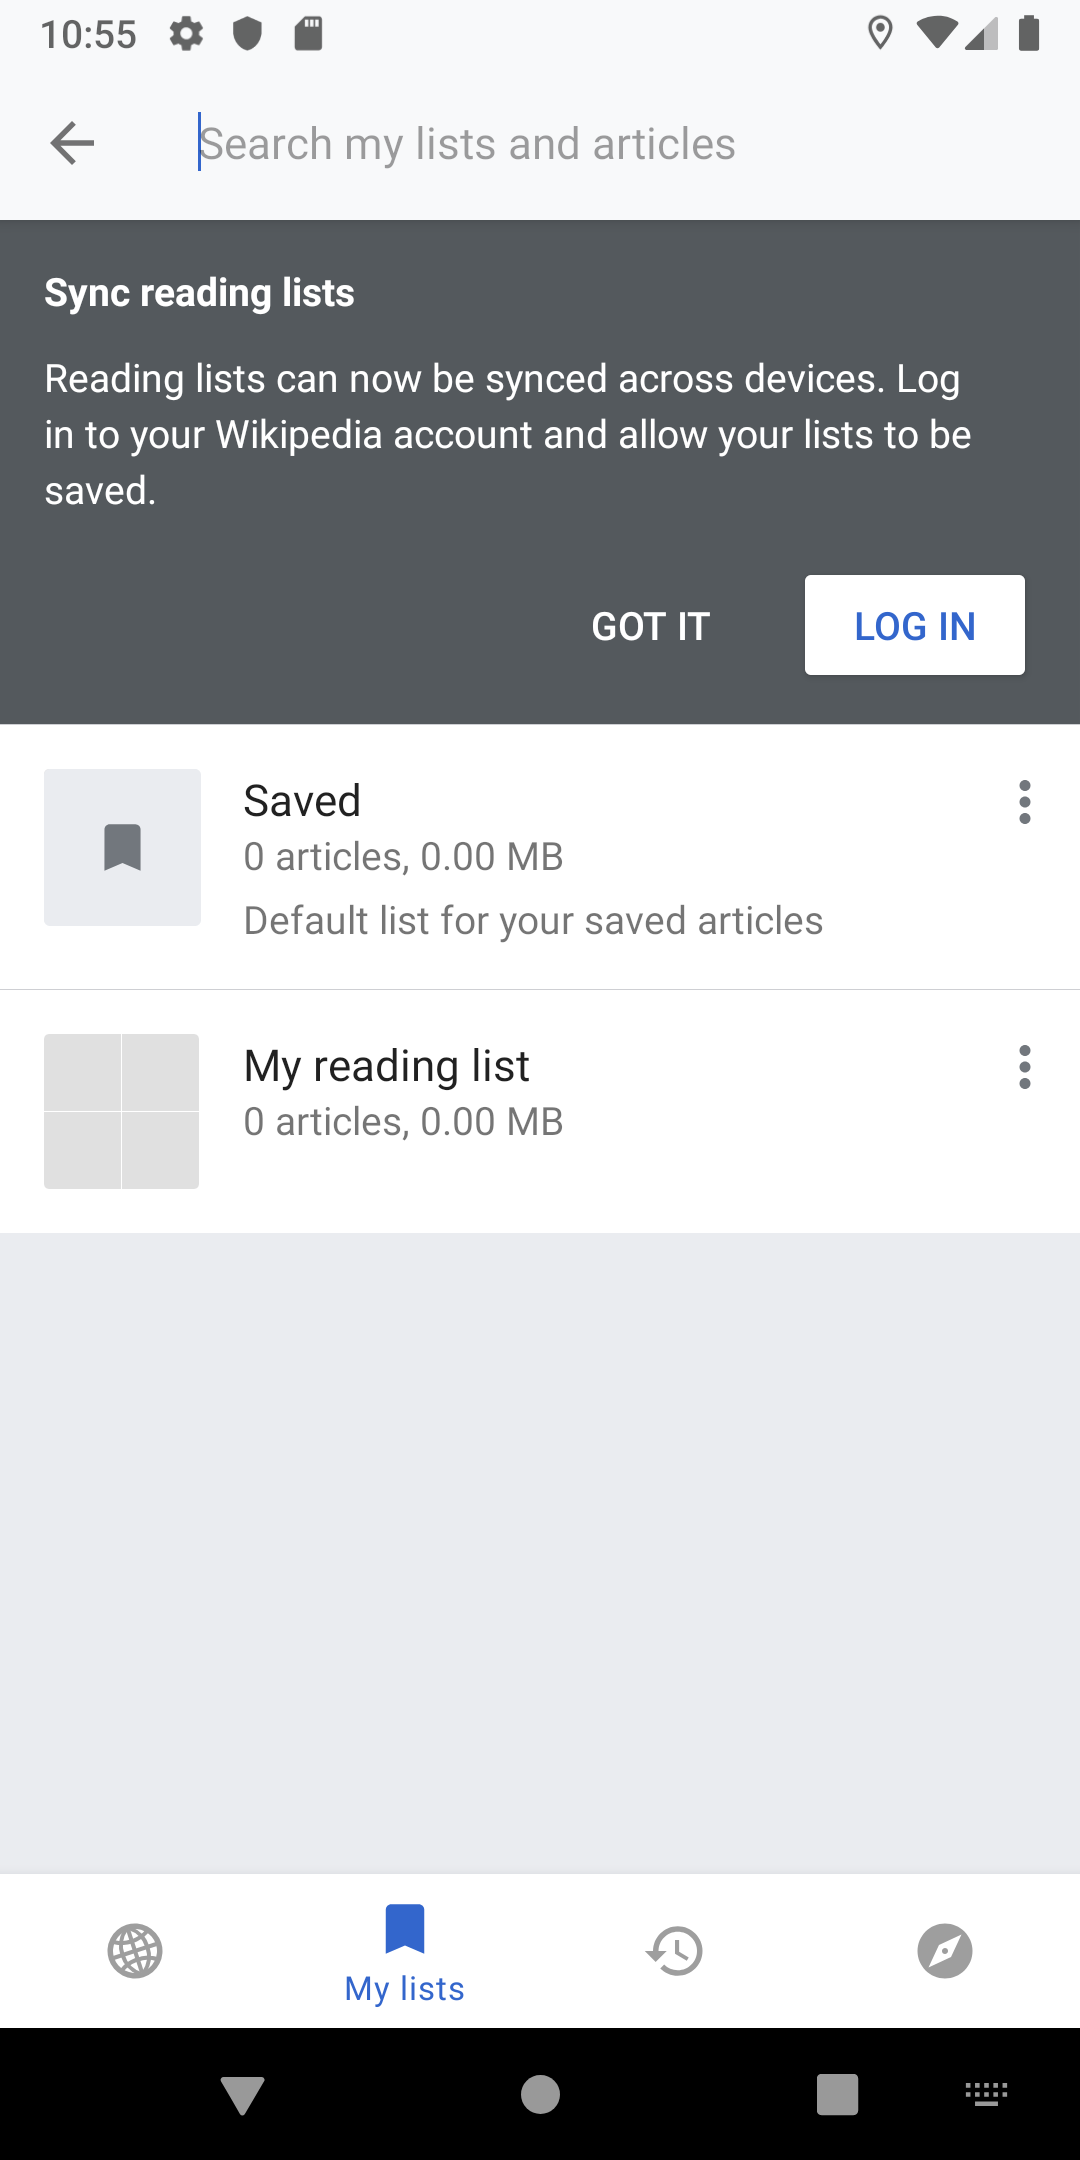 10:55
Search my lists and articles
Sync reading lists
Reading lists can now be synced across devices. Log
in to your Wikipedia account and allow your lists to be
saved.
GOT IT
LOG IN
Saved
0 articles, 0.00 MB
Default list for your saved articles
My reading list
0 articles, 0.00 MB
My lists